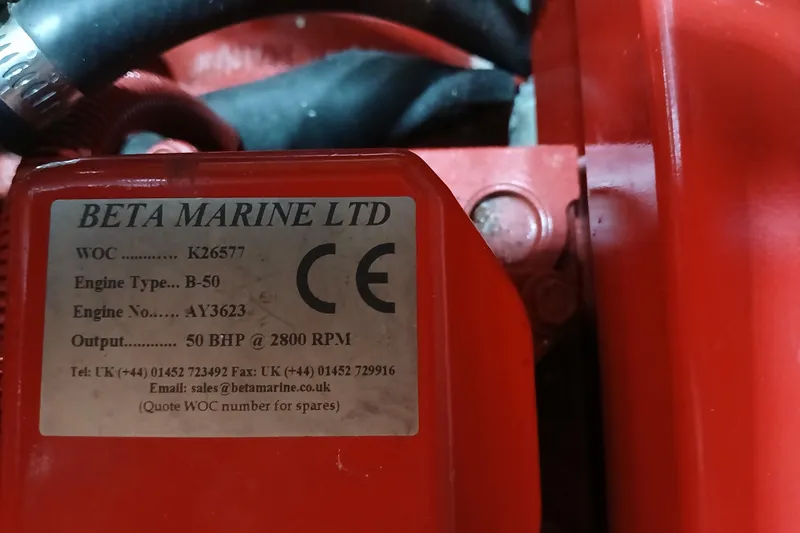 BETA MARINE LTD
WOC ............ K26577
Engine Type... B-50
Engine No...... AY3623
CE
Output............ 50 BHP @ 2800 RPM
Tel: UK (+44) 01452 723492 Fax: UK (+44) 01452 729916
Email: sales@betamarine.co.uk
(Quote WOC number for spares)